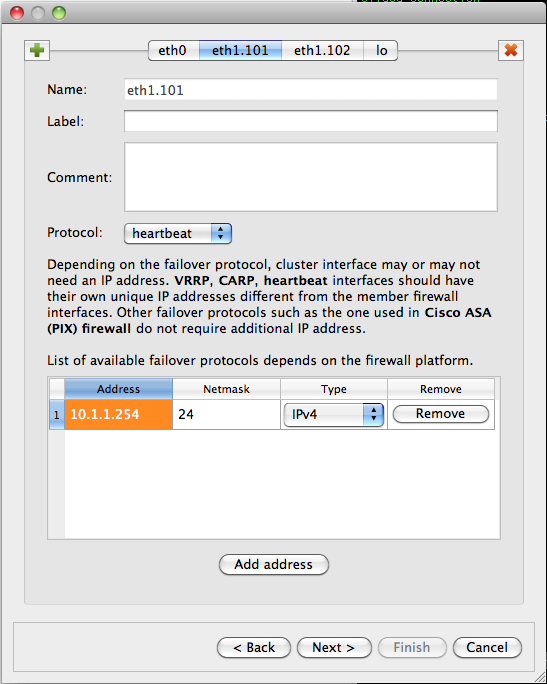 eth0 eth1.101 eth1.102 lo
Name: eth1.101
Label:
Comment:
Protocol: heartbeat
Depending on the failover protocol, cluster interface may or may not
need an IP address. VRRP, CARP, heartbeat interfaces should have
their own unique IP addresses different from the member firewall
interfaces. Other failover protocols such as the one used in Cisco ASA
(PIX) firewall do not require additional IP address.
List of available failover protocols depends on the firewall platform.
Address Netmask Type Remove
1 10.1.1.254 24 IPv4 Remove
Add address
< Back Next > Finish Cancel